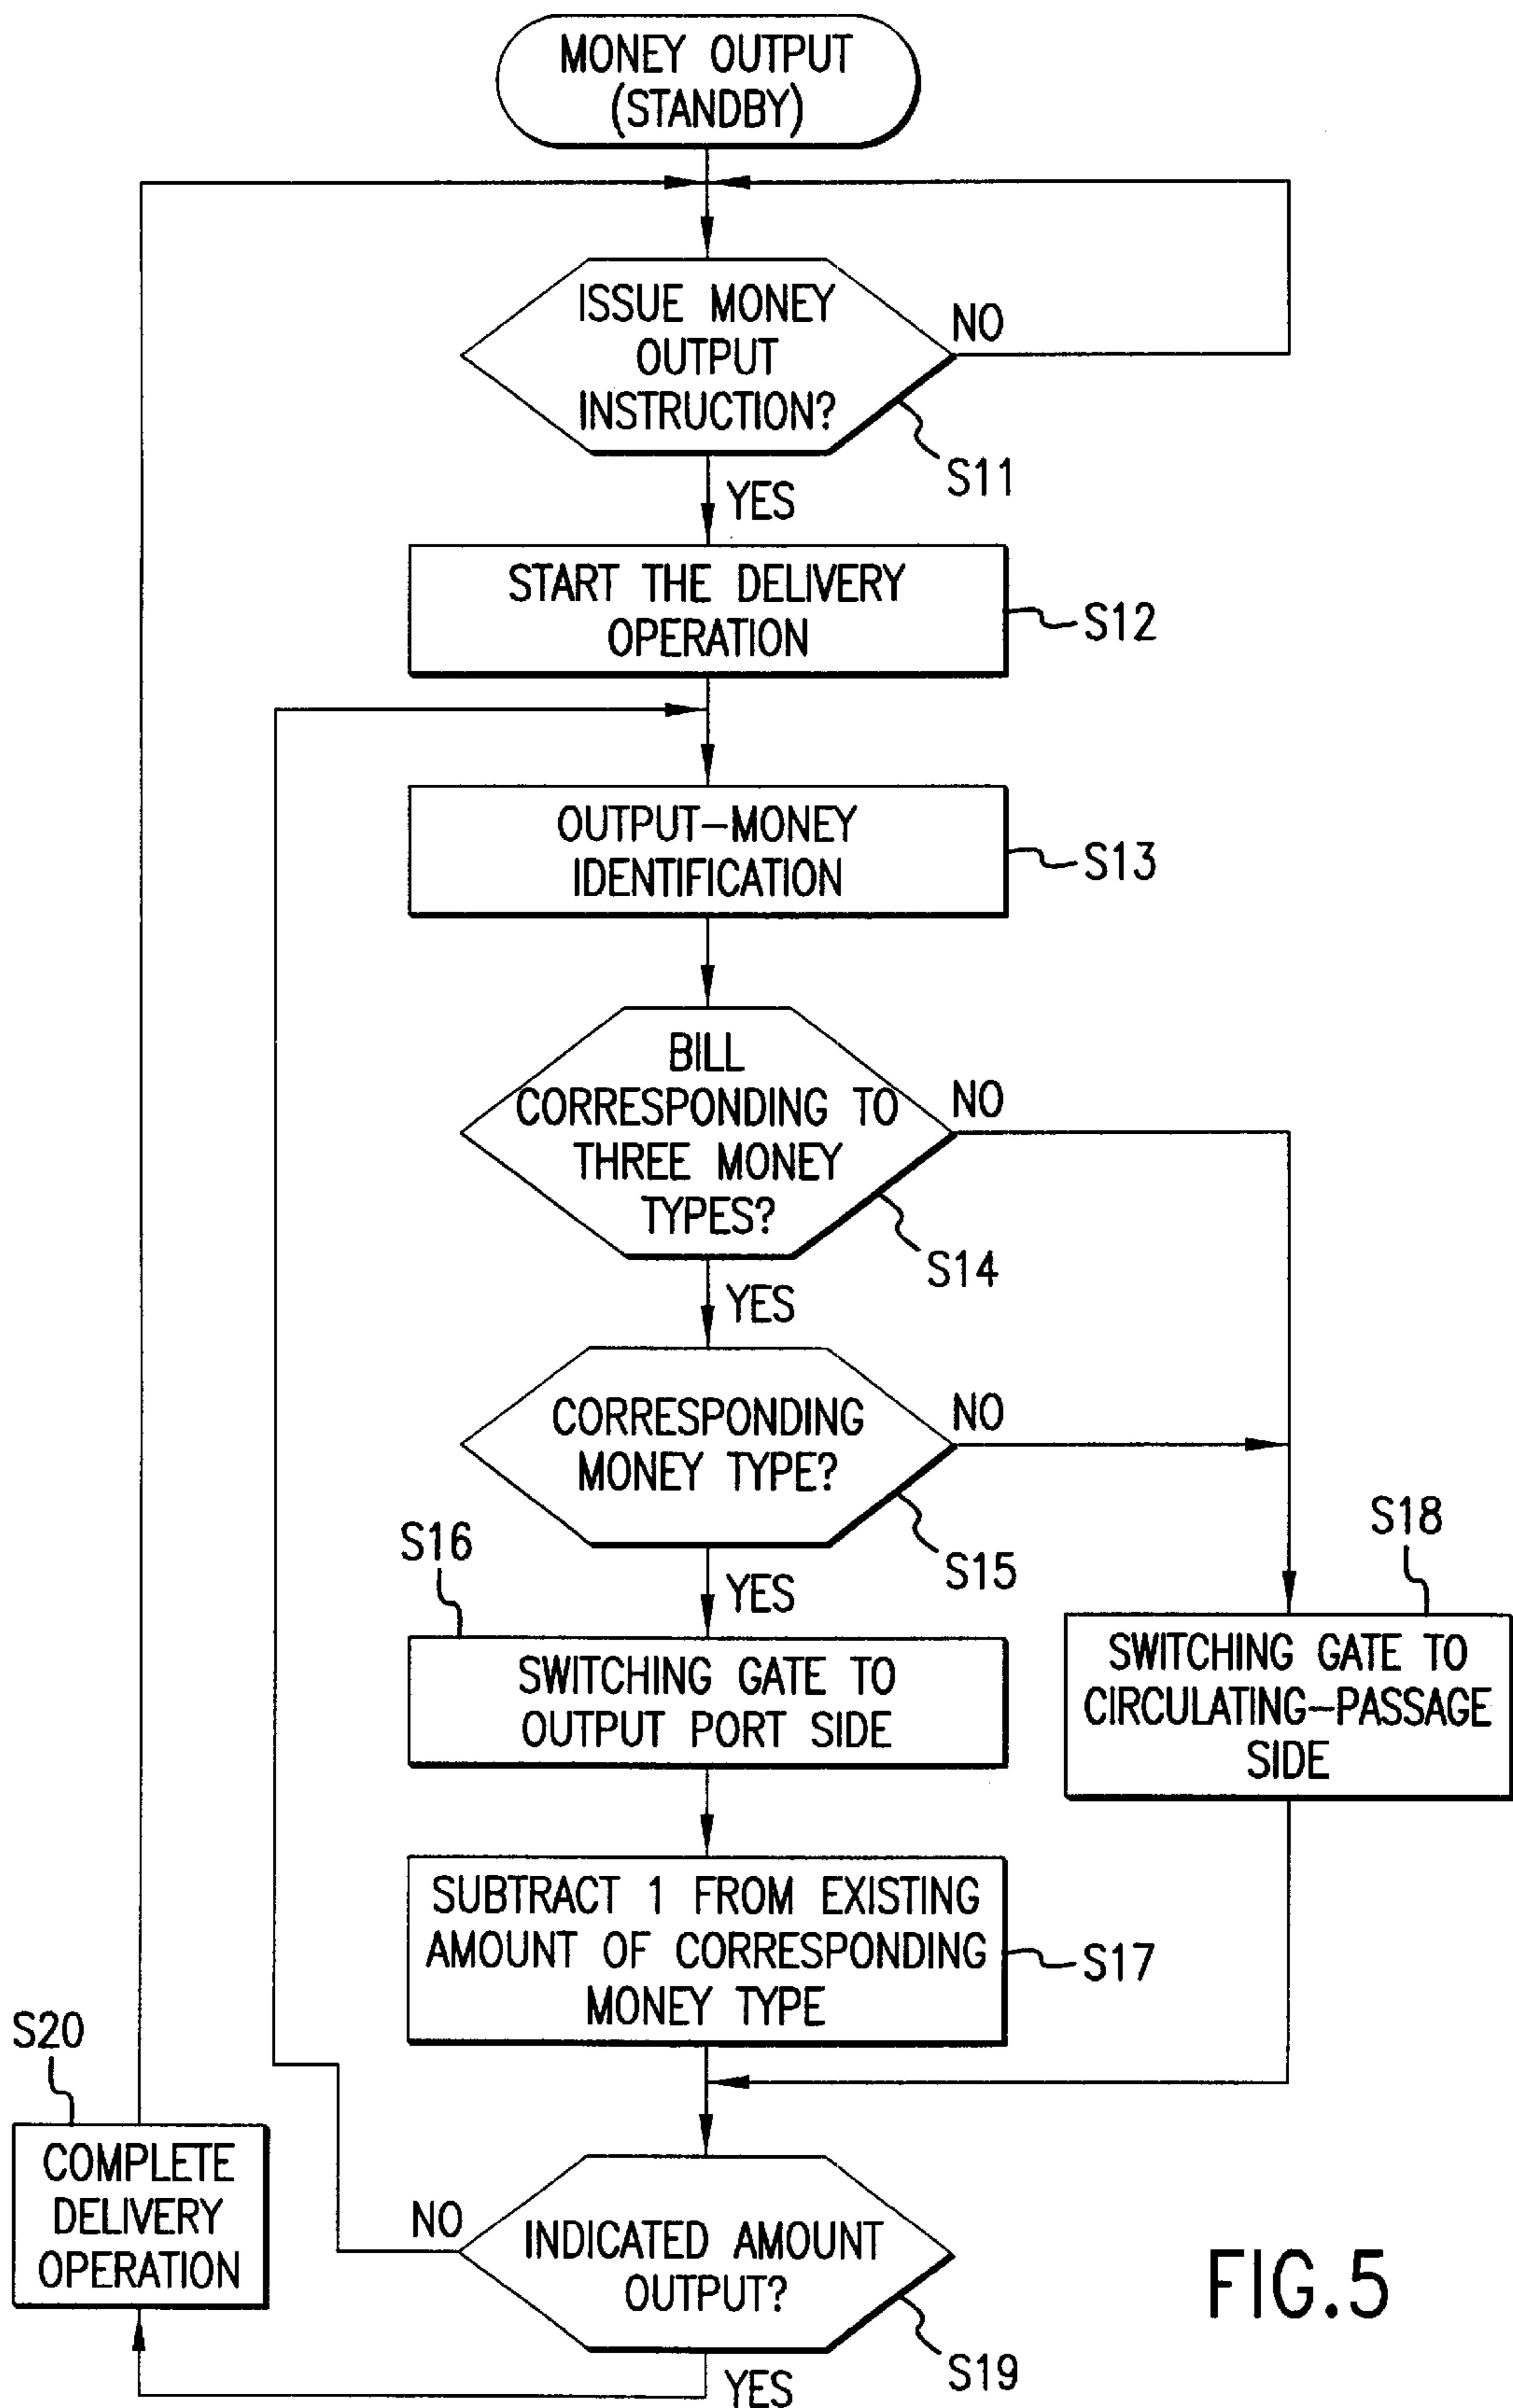 MONEY OUTPUT
(STANDBY)
ISSUE MONEY
OUTPUT
INSTRUCTION?
NO
S11
YES
START THE DELIVERY
OPERATION
S12
OUTPUT-MONEY
IDENTIFICATION
S13
BILL
CORRESPONDING TO
THREE MONEY
TYPES?
NO
S14
YES
CORRESPONDING
MONEY TYPE?
NO
S15
YES
S16
SWITCHING GATE TO
OUTPUT PORT SIDE
S18
SWITCHING GATE TO
CIRCULATING-PASSAGE
SIDE
SUBTRACT 1 FROM EXISTING
AMOUNT OF CORRESPONDING
MONEY TYPE
S17
S20
COMPLETE
DELIVERY
OPERATION
NO
INDICATED AMOUNT
OUTPUT?
S19
YES
FIG.5